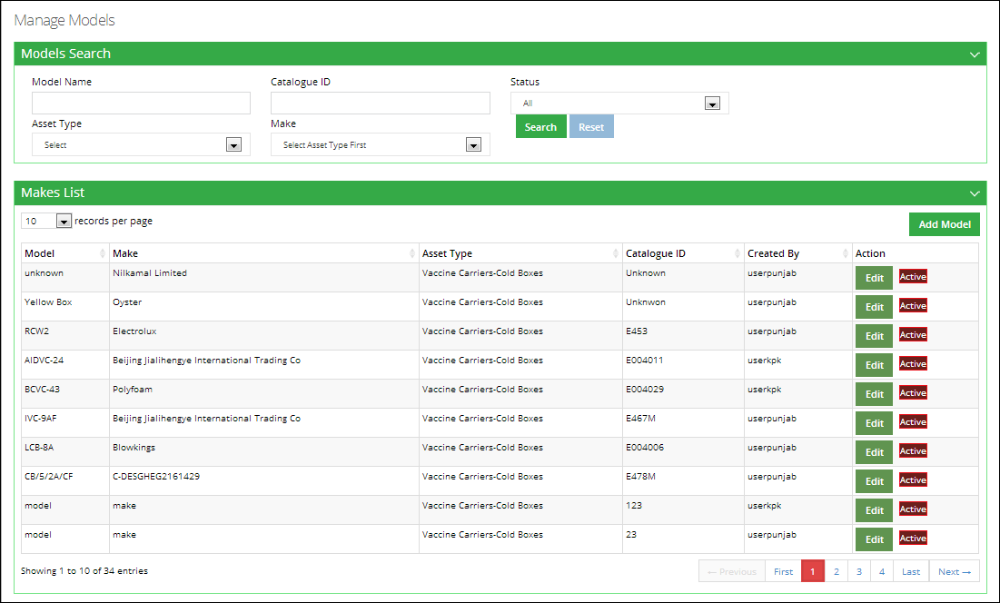 Manage Models
Models Search
Model Name Catalogue ID Status
All
Asset Type Make
Search Reset
Select Select Asset Type First
Makes List
10 records per page
Add Model
Model Make Asset Type Catalogue ID Created By Action
unknown Nilkamal Limited Vaccine Carriers-Cold Boxes Unknown userpunjab Edit Active
Yellow Box Oyster Vaccine Carriers-Cold Boxes Unknwon userpunjab Edit Active
RCW2 Electrolux Vaccine Carriers-Cold Boxes E453 userpunjab Edit Active
AIDVC-24 Beijing Jialihengye International Trading Co Vaccine Carriers-Cold Boxes E004011 userkpk Edit Active
BCVC-43 Polyfoam Vaccine Carriers-Cold Boxes E004029 userkpk Edit Active
IVC-9AF Beijing Jialihengye International Trading Co Vaccine Carriers-Cold Boxes E467M userpunjab Edit Active
LCB-8A Blowkings Vaccine Carriers-Cold Boxes E004006 userpunjab Edit Active
CB/5/2A/CF C-DESGHEG2161429 Vaccine Carriers-Cold Boxes E478M userpunjab Edit Active
model make Vaccine Carriers-Cold Boxes 123 userkpk Edit Active
model make Vaccine Carriers-Cold Boxes 23 userpunjab Edit Active
Showing 1 to 10 of 34 entries ← Previous First 1 2 3 4 Last Next →